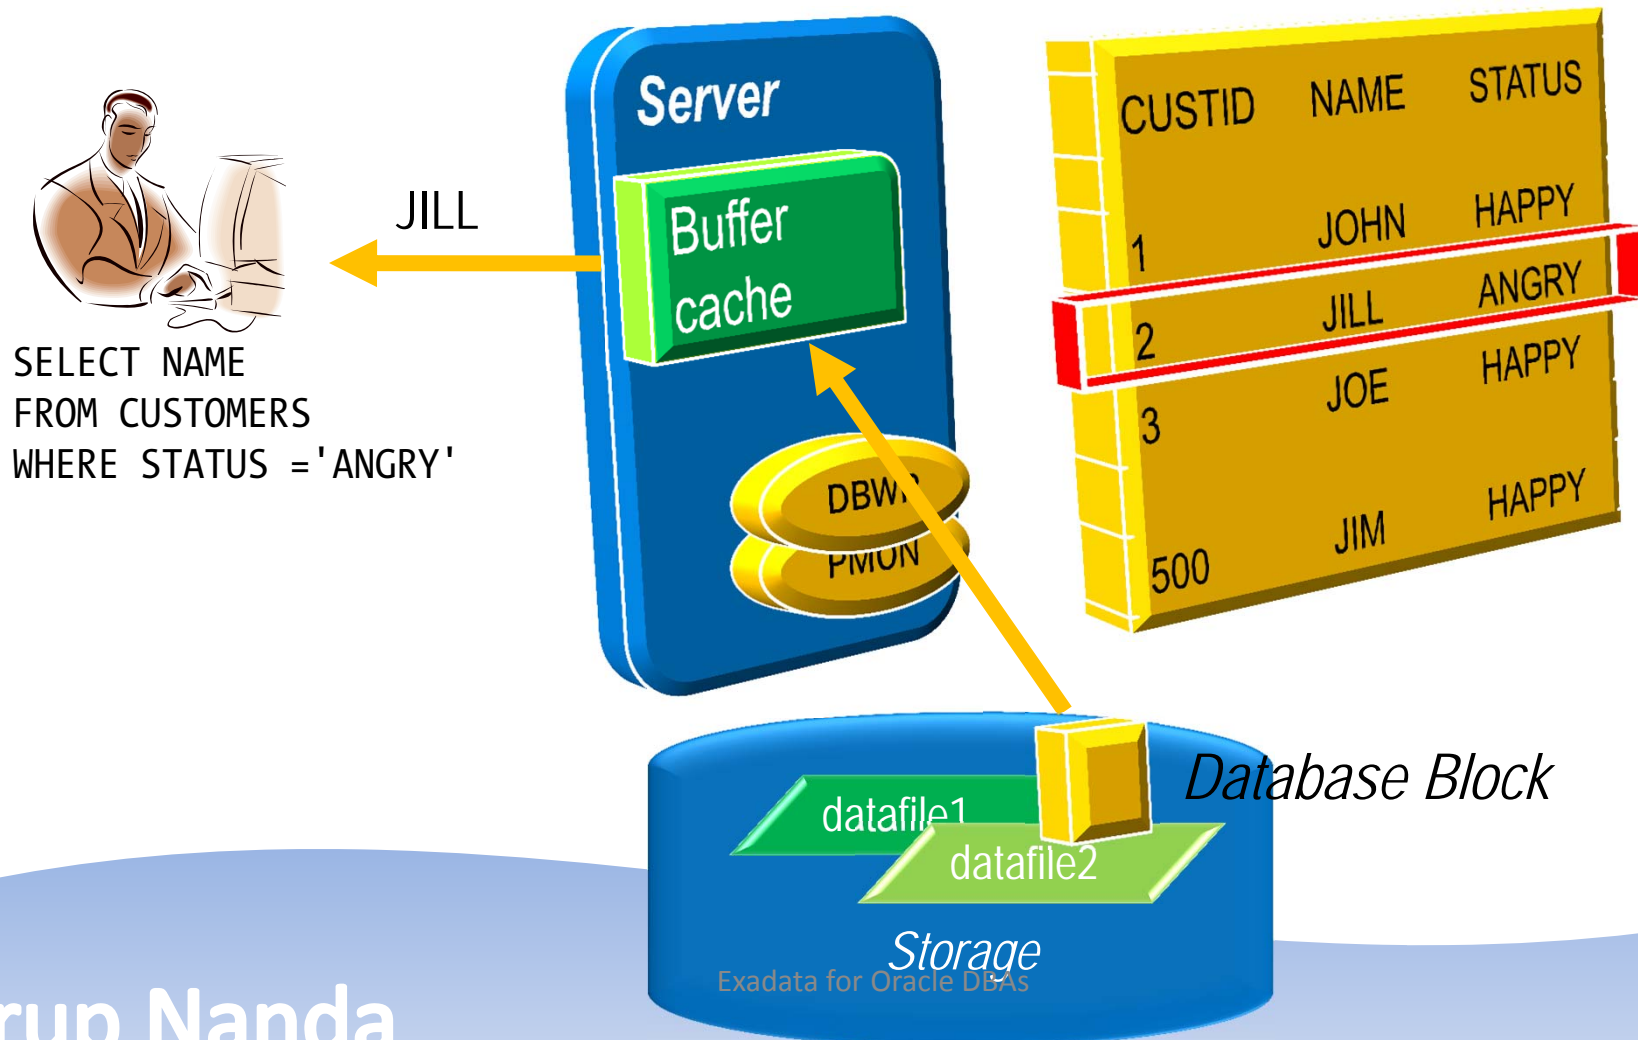 Server
Buffer
cache
DBWR
PMON
JILL
SELECT NAME
FROM CUSTOMERS
WHERE STATUS ='ANGRY'
CUSTID NAME STATUS
1 JOHN HAPPY
2 JILL ANGRY
3 JOE HAPPY
500 JIM HAPPY
Database Block
datafile1
datafile2
Storage
Exadata for Oracle DBAs
rup Nanda